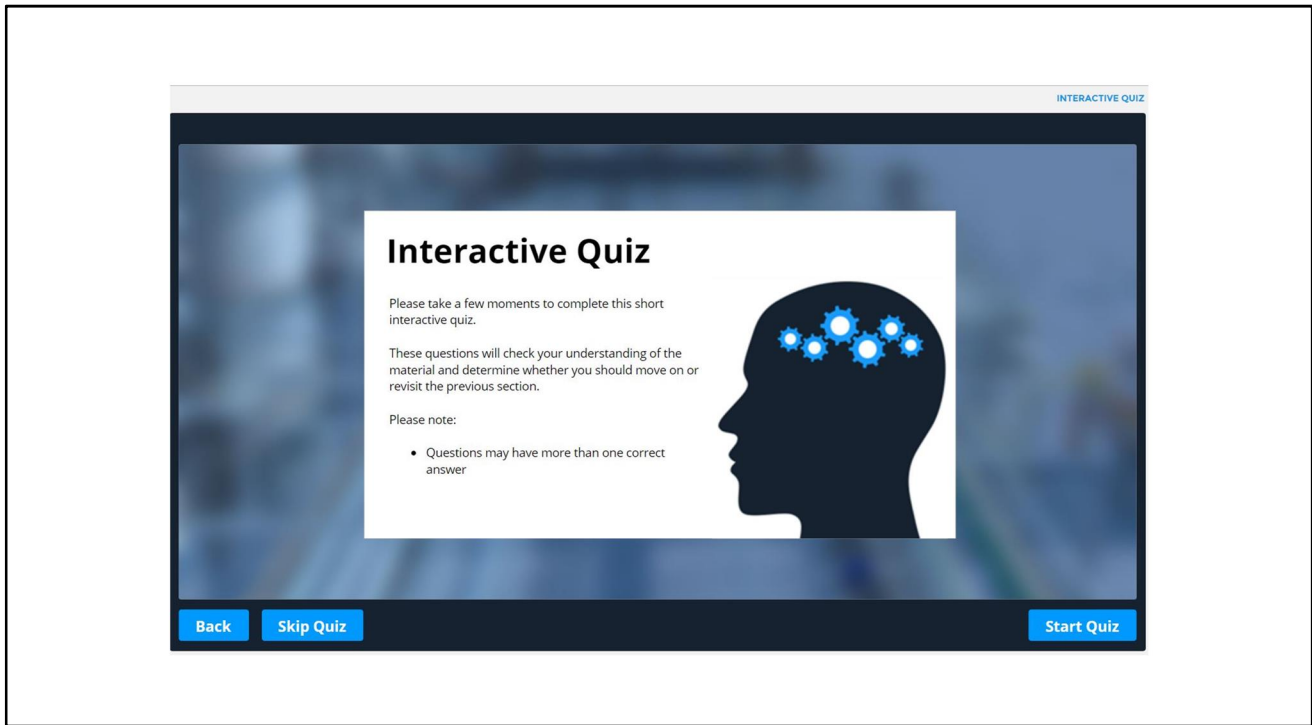 INTERACTIVE QUIZ
Interactive Quiz
Please take a few moments to complete this short
interactive quiz.
These questions will check your understanding of the
material and determine whether you should move on or
revisit the previous section.
Please note:
• Questions may have more than one correct
answer
Back
Skip Quiz
Start Quiz